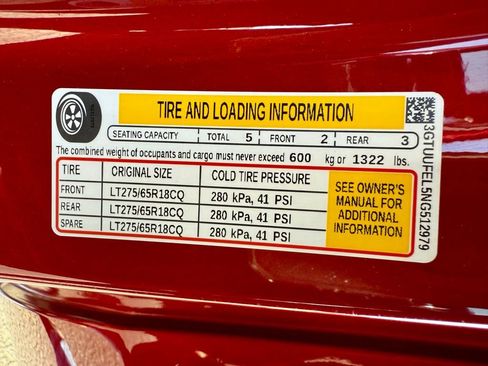 TIRE AND LOADING INFORMATION
SEATING CAPACITY TOTAL 5 FRONT 2 REAR 3
The combined weight of occupants and cargo must never exceed 600 kg or 1322 lbs.
TIRE ORIGINAL SIZE COLD TIRE PRESSURE
FRONT LT275/65R18CQ 280 kPa, 41 PSI
REAR LT275/65R18CQ 280 kPa, 41 PSI
SPARE LT275/65R18CQ 280 kPa, 41 PSI
SEE OWNER'S
MANUAL FOR
ADDITIONAL
INFORMATION
3GTUUFEL5NG512979